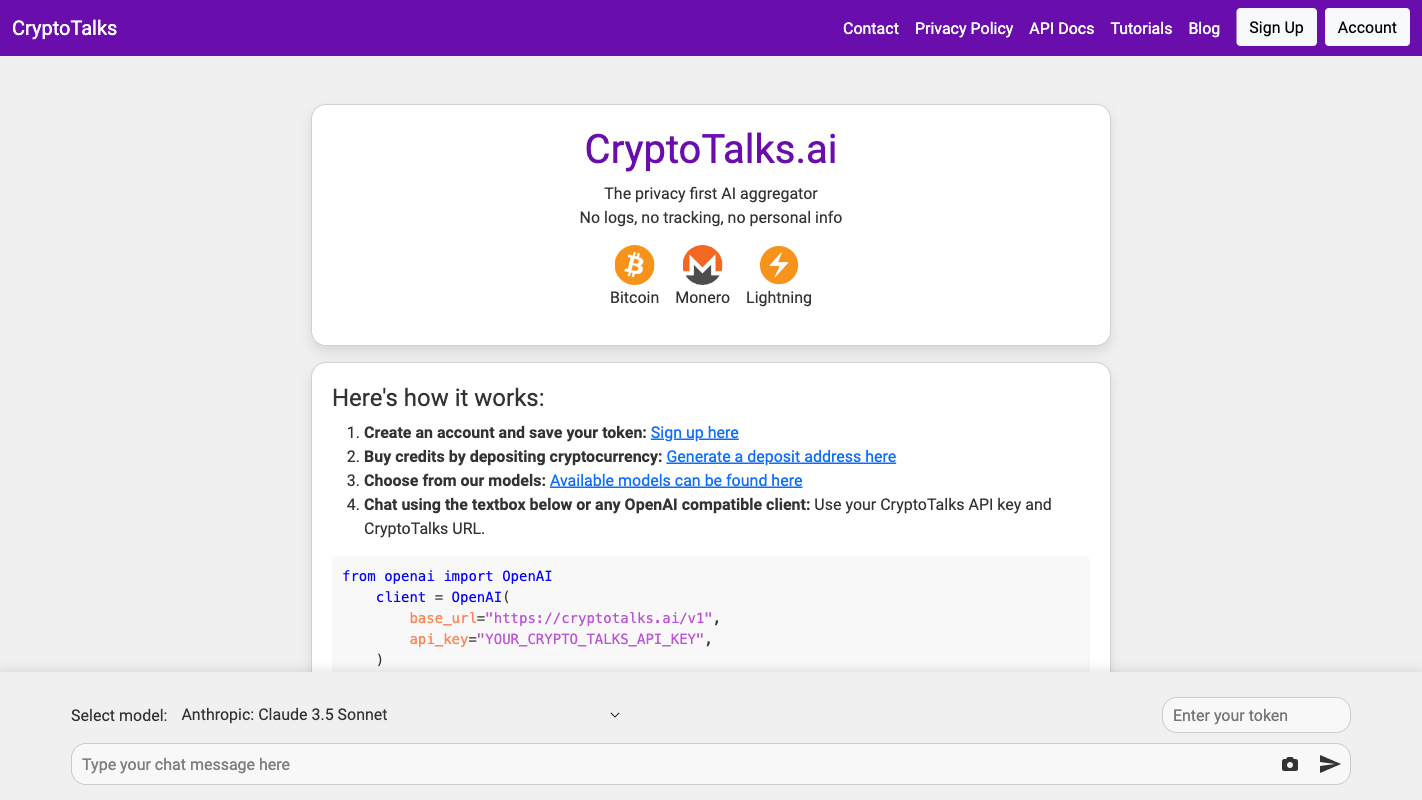 CryptoTalks
Contact
Privacy Policy
API Docs
Tutorials
Blog
Sign Up
Account
CryptoTalks.ai
The privacy first AI aggregator
No logs, no tracking, no personal info
Bitcoin
Monero
Lightning
Here's how it works:
1. Create an account and save your token: Sign up here
2. Buy credits by depositing cryptocurrency: Generate a deposit address here
3. Choose from our models: Available models can be found here
4. Chat using the textbox below or any OpenAI compatible client: Use your CryptoTalks API key and
CryptoTalks URL.
from openai import OpenAI
    client = OpenAI(
        base_url="https://cryptotalks.ai/v1",
        api_key="YOUR_CRYPTO_TALKS_API_KEY",
    )
Select model: Anthropic: Claude 3.5 Sonnet
Enter your token
Type your chat message here